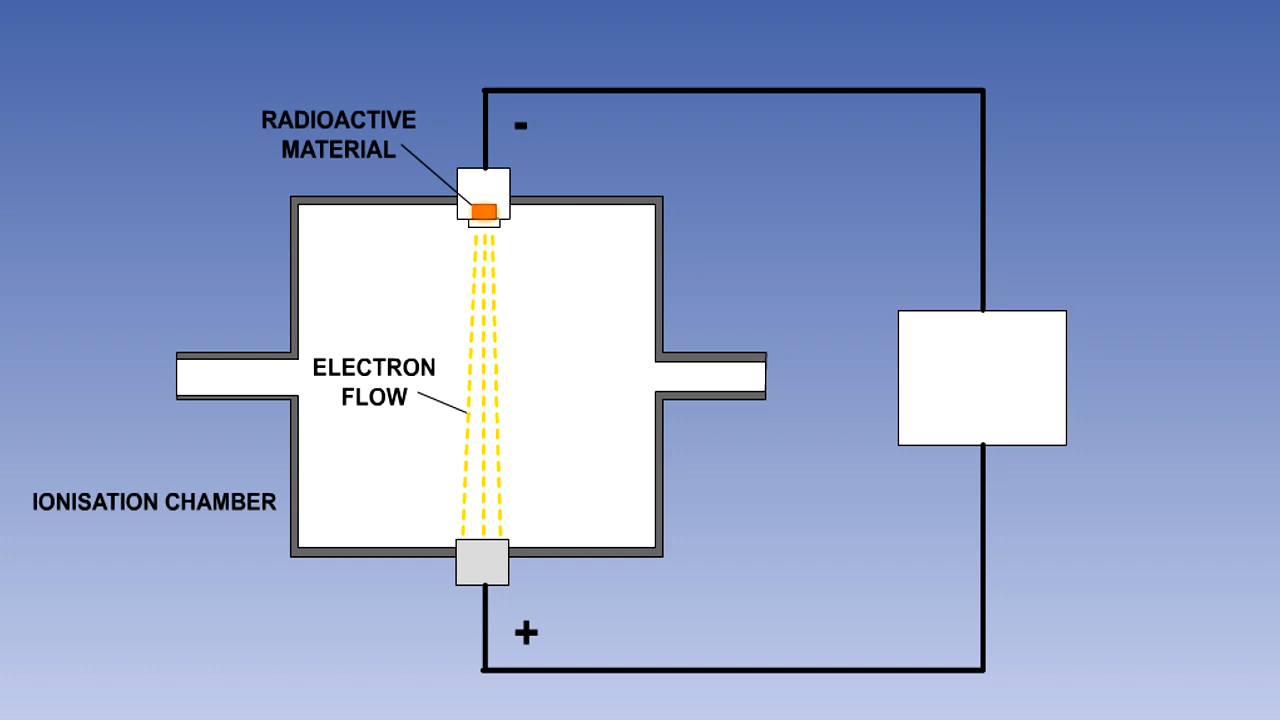 RADIOACTIVE
MATERIAL
-
ELECTRON
FLOW
IONISATION CHAMBER
+